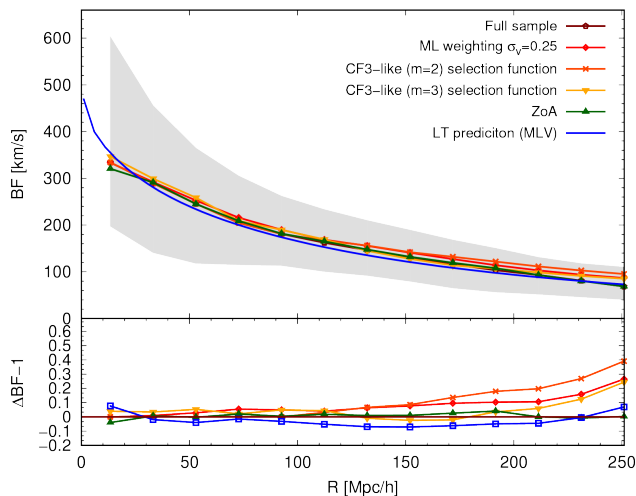 Full sample
ML weighting σv=0.25
CF3-like (m=2) selection function
CF3-like (m=3) selection function
ZoA
LT prediciton (MLV)
BF [km/s]
600
500
400
300
200
100
0
ΔBF-1
0.6
0.5
0.4
0.3
0.2
0.1
0
-0.1
-0.2
0 50 100 150 200 250
R [Mpc/h]